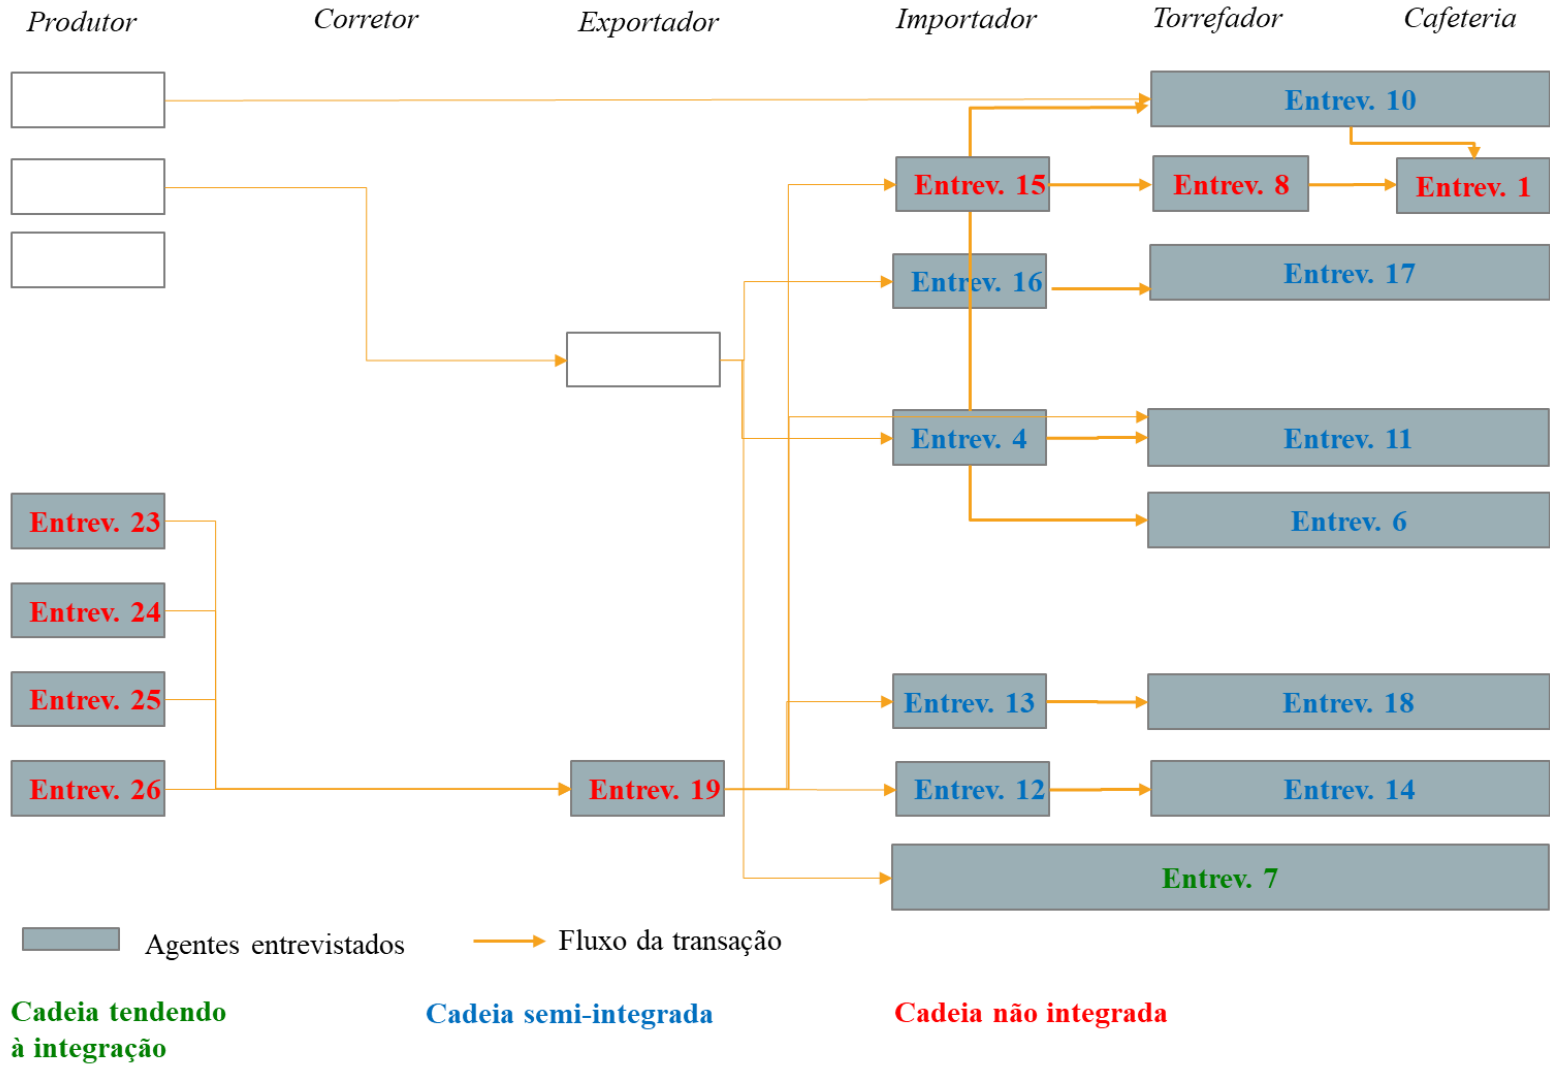 Produtor
Corretor
Exportador
Importador
Torrefador
Cafeteria
Entrev. 10
Entrev. 15
Entrev. 8
Entrev. 1
Entrev. 16
Entrev. 17
Entrev. 4
Entrev. 11
Entrev. 23
Entrev. 6
Entrev. 24
Entrev. 25
Entrev. 13
Entrev. 18
Entrev. 26
Entrev. 19
Entrev. 12
Entrev. 14
Entrev. 7
Agentes entrevistados
Fluxo da transação
Cadeia tendendo
à integração
Cadeia semi-integrada
Cadeia não integrada